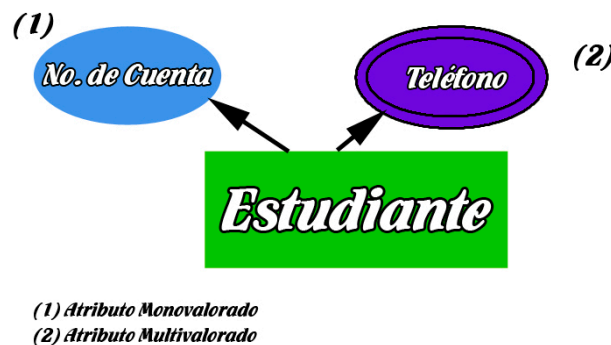 (1)
No. de Cuenta
Teléfono
(2)
Estudiante
(1) Atributo Monovalorado
(2) Atributo Multivalorado